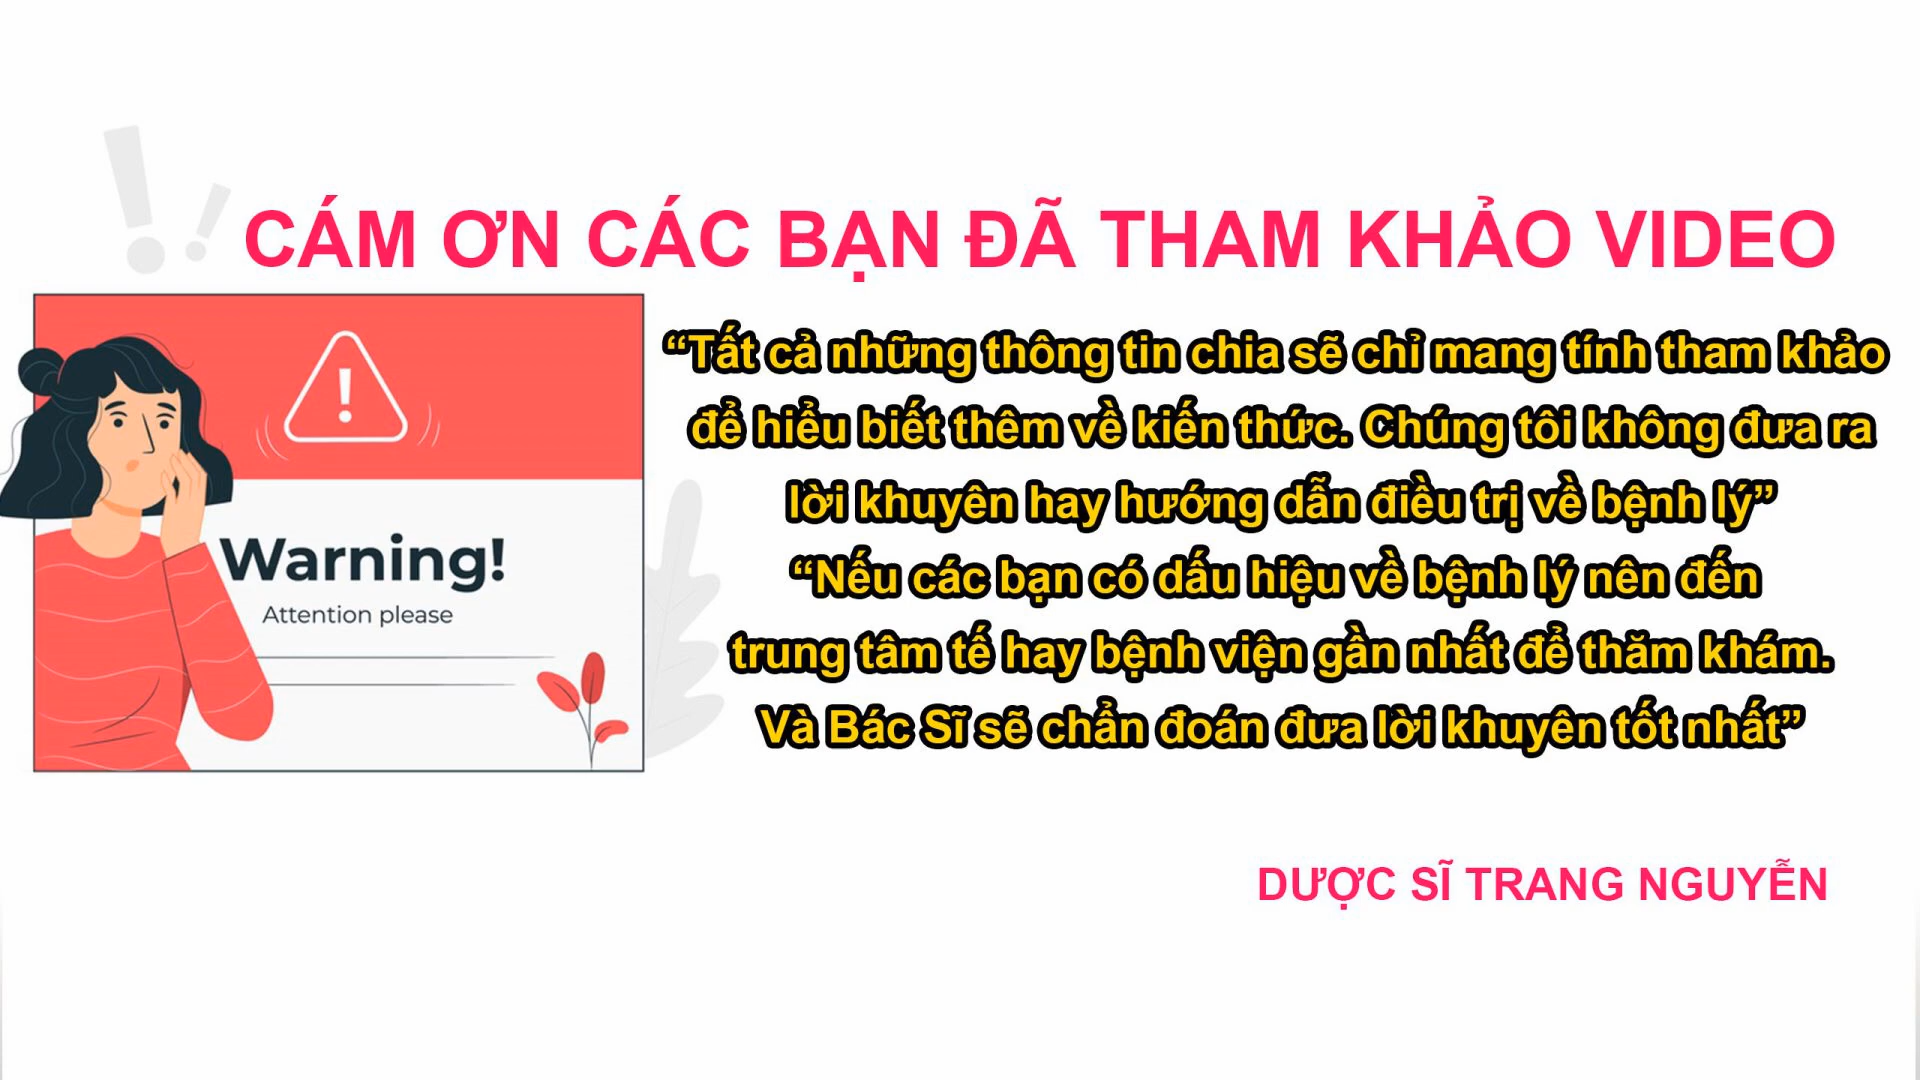 CÁM ƠN CÁC BẠN ĐÃ THAM KHẢO VIDEO
“Tất cả những thông tin chia sẽ chỉ mang tính tham khảo
để hiểu biết thêm về kiến thức. Chúng tôi không đưa ra
lời khuyên hay hướng dẫn điều trị về bệnh lý”
“Nếu các bạn có dấu hiệu về bệnh lý nên đến
trung tâm tế hay bệnh viện gần nhất để thăm khám.
Và Bác Sĩ sẽ chẩn đoán đưa lời khuyên tốt nhất”
Warning!
Attention please
DƯỢC SĨ TRANG NGUYỄN